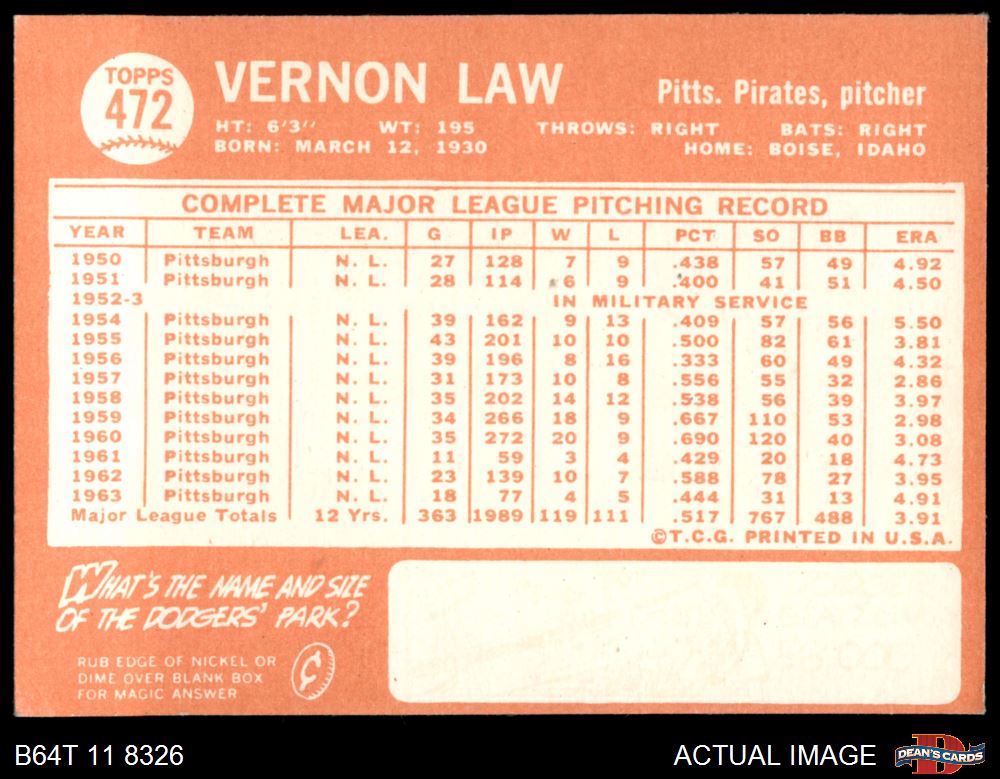 TOPPS
472
VERNON LAW
Pitts. Pirates, pitcher
HT: 6'3" WT: 195 THROWS: RIGHT BATS: RIGHT
BORN: MARCH 12, 1930 HOME: BOISE, IDAHO
COMPLETE MAJOR LEAGUE PITCHING RECORD
YEAR TEAM LEA. G IP W L PCT SO BB ERA
1950 Pittsburgh N. L. 27 128 7 9 .438 57 49 4.92
1951 Pittsburgh N. L. 28 114 6 9 .400 41 51 4.50
1952-3 IN MILITARY SERVICE
1954 Pittsburgh N. L. 39 162 9 13 .409 57 56 5.50
1955 Pittsburgh N. L. 43 201 10 10 .500 82 61 3.81
1956 Pittsburgh N. L. 39 196 8 16 .333 60 49 4.32
1957 Pittsburgh N. L. 31 173 10 8 .556 55 32 2.86
1958 Pittsburgh N. L. 35 202 14 12 .538 56 39 3.97
1959 Pittsburgh N. L. 34 266 18 9 .667 110 53 2.98
1960 Pittsburgh N. L. 35 272 20 9 .690 120 40 3.08
1961 Pittsburgh N. L. 11 59 3 4 .429 20 18 4.73
1962 Pittsburgh N. L. 23 139 10 7 .588 78 27 3.95
1963 Pittsburgh N. L. 18 77 4 5 .444 31 13 4.91
Major League Totals 12 Yrs. 363 1989 119 111 .517 767 488 3.91
©T.C.G. PRINTED IN U.S.A.
WHAT'S THE NAME AND SIZE
OF THE DODGERS' PARK?
RUB EDGE OF NICKEL OR
DIME OVER BLANK BOX
FOR MAGIC ANSWER
¢
B64T 11 8326
ACTUAL IMAGE
DEAN'S CARDS